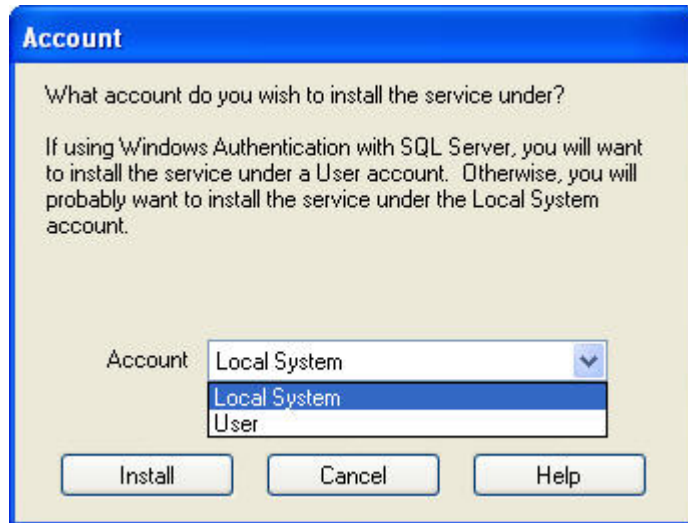 Account
What account do you wish to install the service under?
If using Windows Authentication with SQL Server, you will want
to install the service under a User account.  Otherwise, you will
probably want to install the service under the Local System
account.
Account Local System
Local System
User
Install Cancel Help